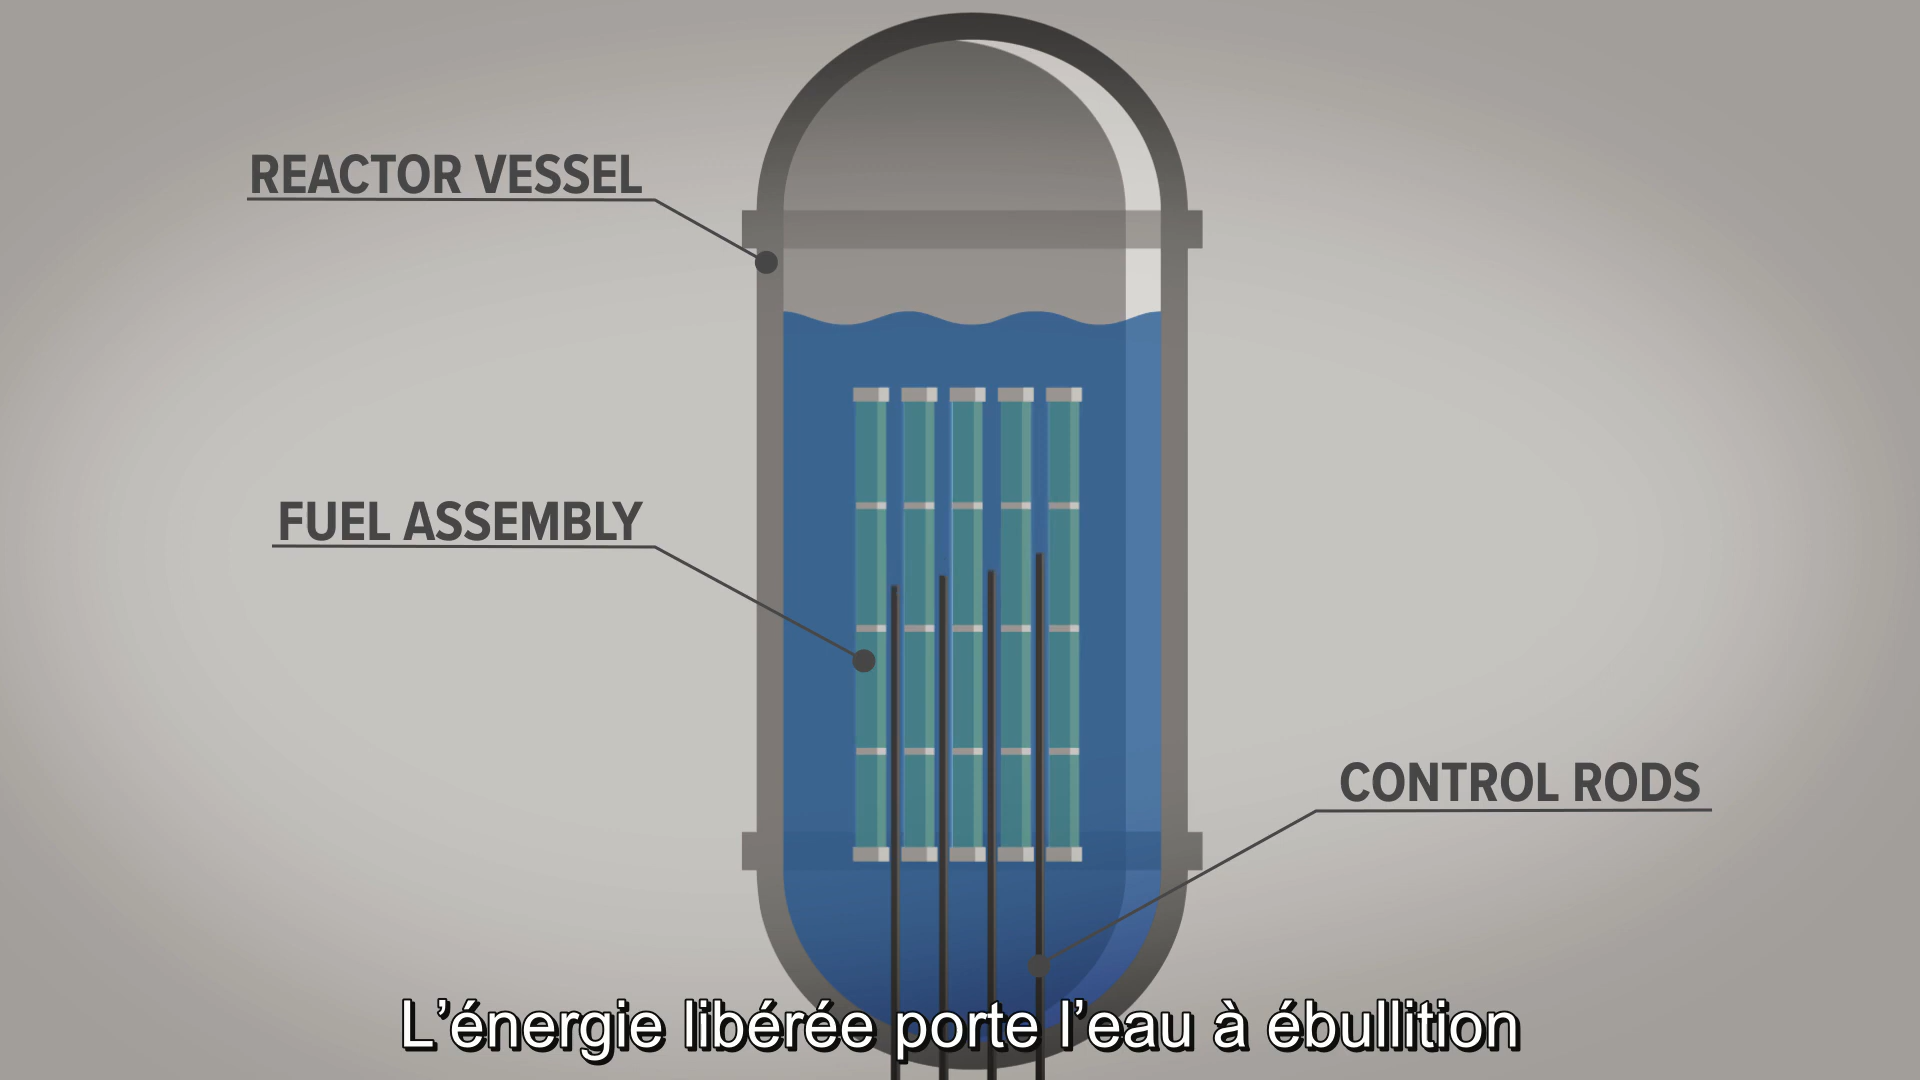 REACTOR VESSEL
FUEL ASSEMBLY
CONTROL RODS
L’énergie libérée porte l’eau à ébullition